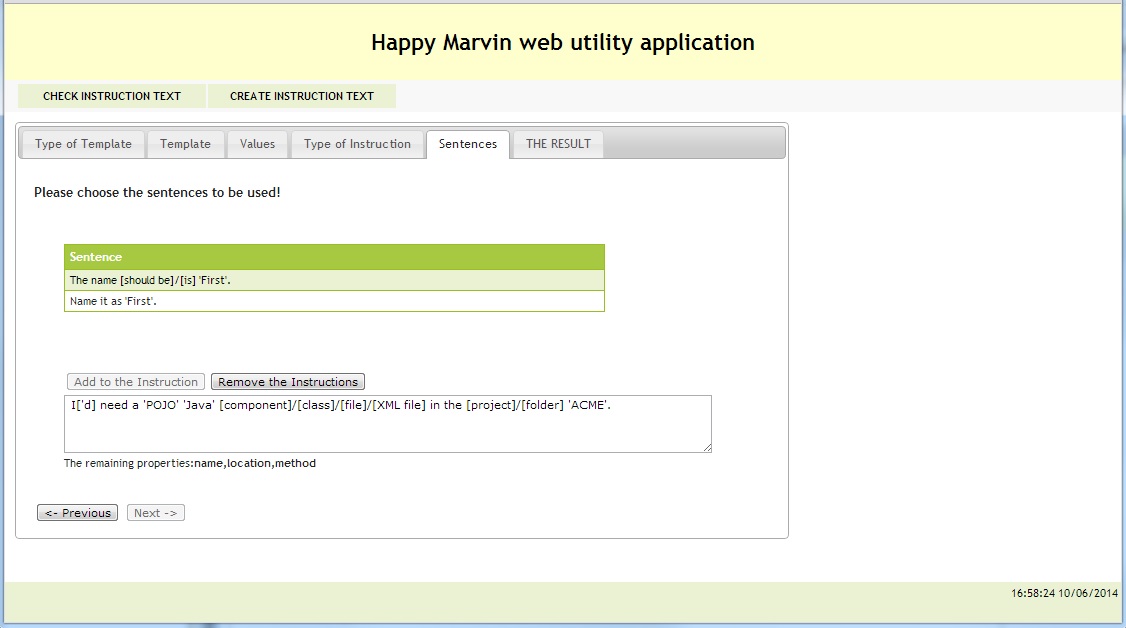 Happy Marvin web utility application
CHECK INSTRUCTION TEXT CREATE INSTRUCTION TEXT
Type of Template Template Values Type of Instruction Sentences THE RESULT
Please choose the sentences to be used!
Sentence
The name [should be]/[is] 'First'.
Name it as 'First'.
Add to the Instruction Remove the Instructions
I['d] need a 'POJO' 'Java' [component]/[class]/[file]/[XML file] in the [project]/[folder] 'ACME'.
The remaining properties:name,location,method
<- Previous Next ->
16:58:24 10/06/2014